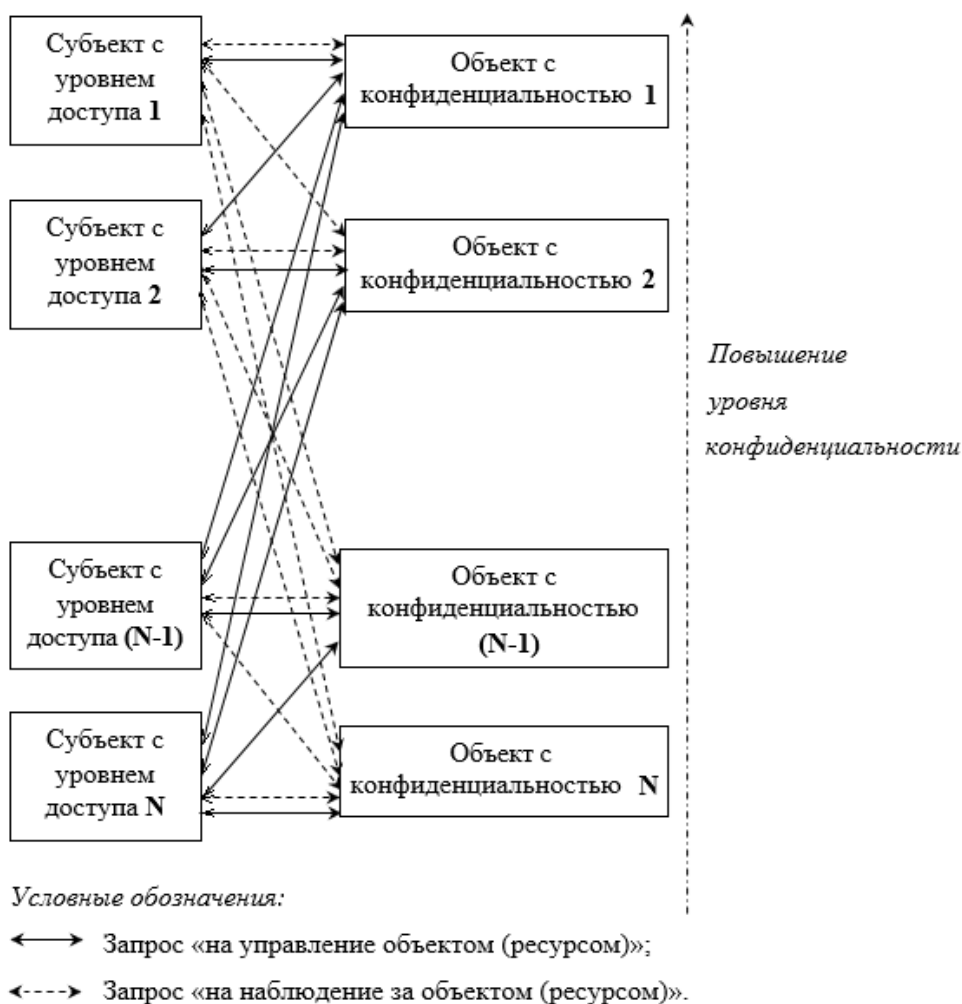 Субъект с
уровнем
доступа 1
Объект с
конфиденциальностью 1
Субъект с
уровнем
доступа 2
Объект с
конфиденциальностью 2
Повышение
уровня
конфиденциальности
Субъект с
уровнем
доступа (N-1)
Объект с
конфиденциальностью
(N-1)
Субъект с
уровнем
доступа N
Объект с
конфиденциальностью N
Условные обозначения:
Запрос «на управление объектом (ресурсом)»;
Запрос «на наблюдение за объектом (ресурсом)».